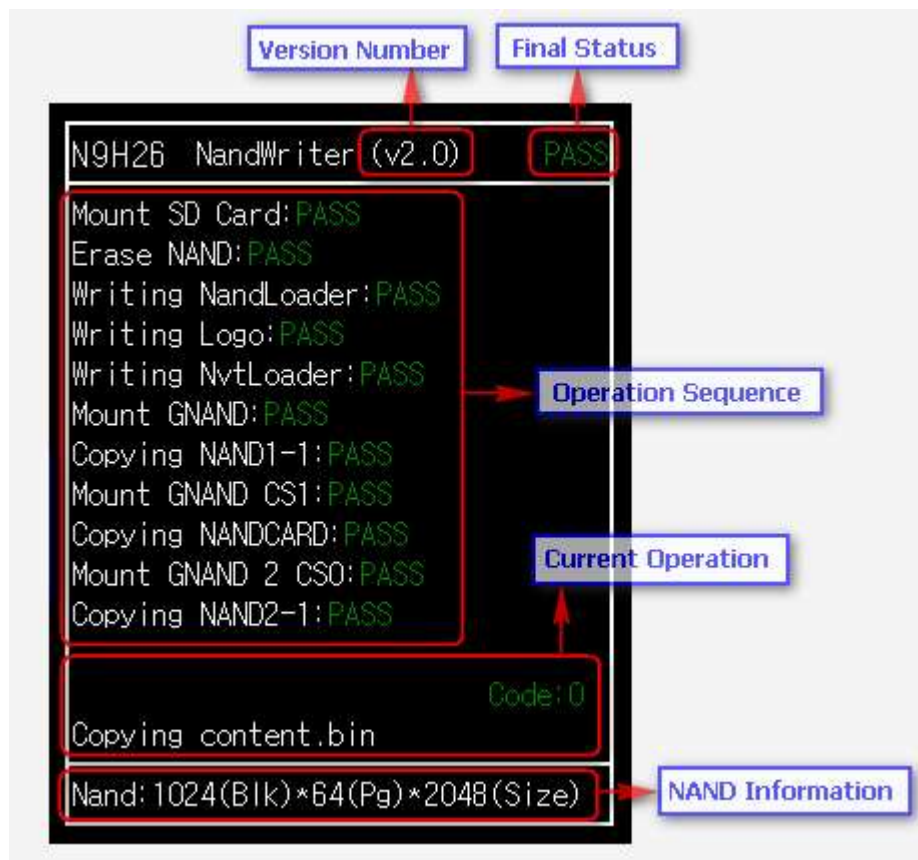 Version Number
Final Status
N9H26 NandWriter (v2.0) PASS
Mount SD Card:PASS
Erase NAND:PASS
Writing NandLoader:PASS
Writing Logo:PASS
Writing NvtLoader:PASS
Operation Sequence
Mount GNAND:PASS
Copying NAND1-1:PASS
Mount GNAND CS1:PASS
Copying NANDCARD:PASS
Current Operation
Mount GNAND 2 CS0:PASS
Copying NAND2-1:PASS
Code:0
Copying content.bin
Nand:1024(Blk)*64(Pg)*2048(Size)
NAND Information